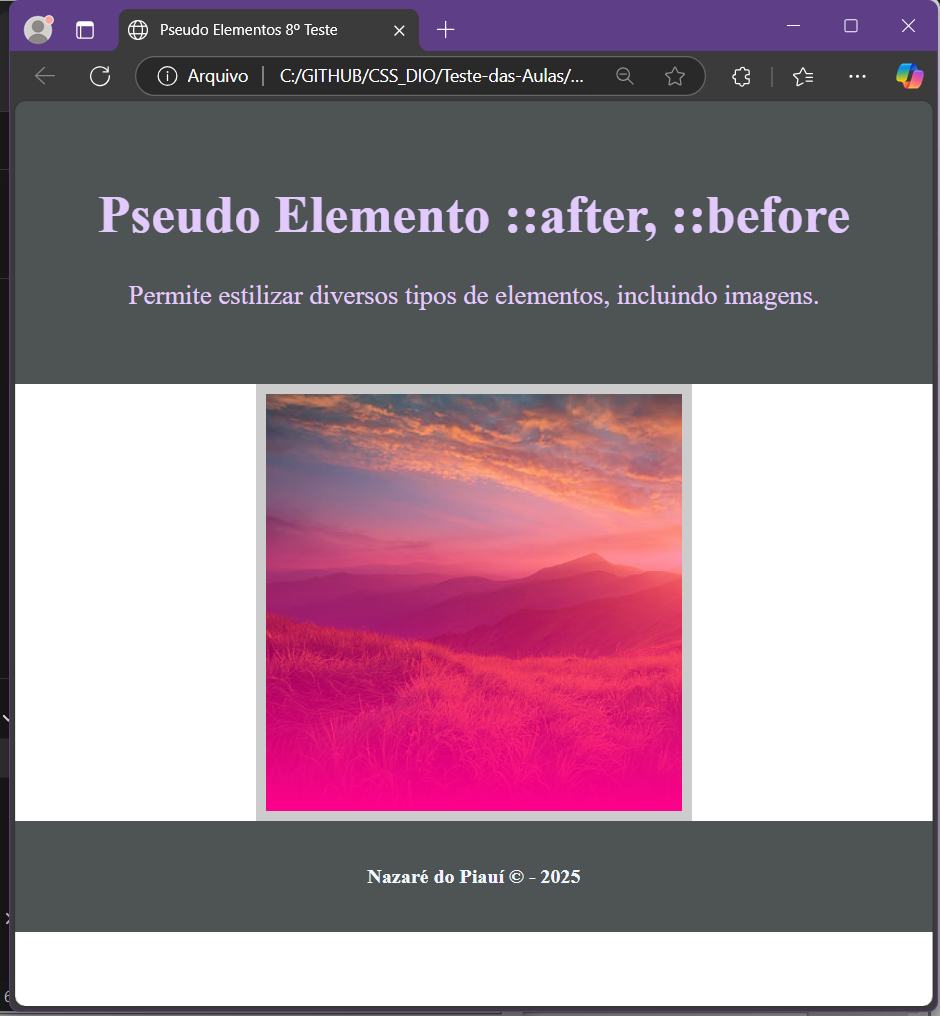 Pseudo Elementos 8º Teste
Arquivo | C:/GITHUB/CSS_DIO/Teste-das-Aulas/...
Pseudo Elemento ::after, ::before
Permite estilizar diversos tipos de elementos, incluindo imagens.
Nazaré do Piauí © - 2025